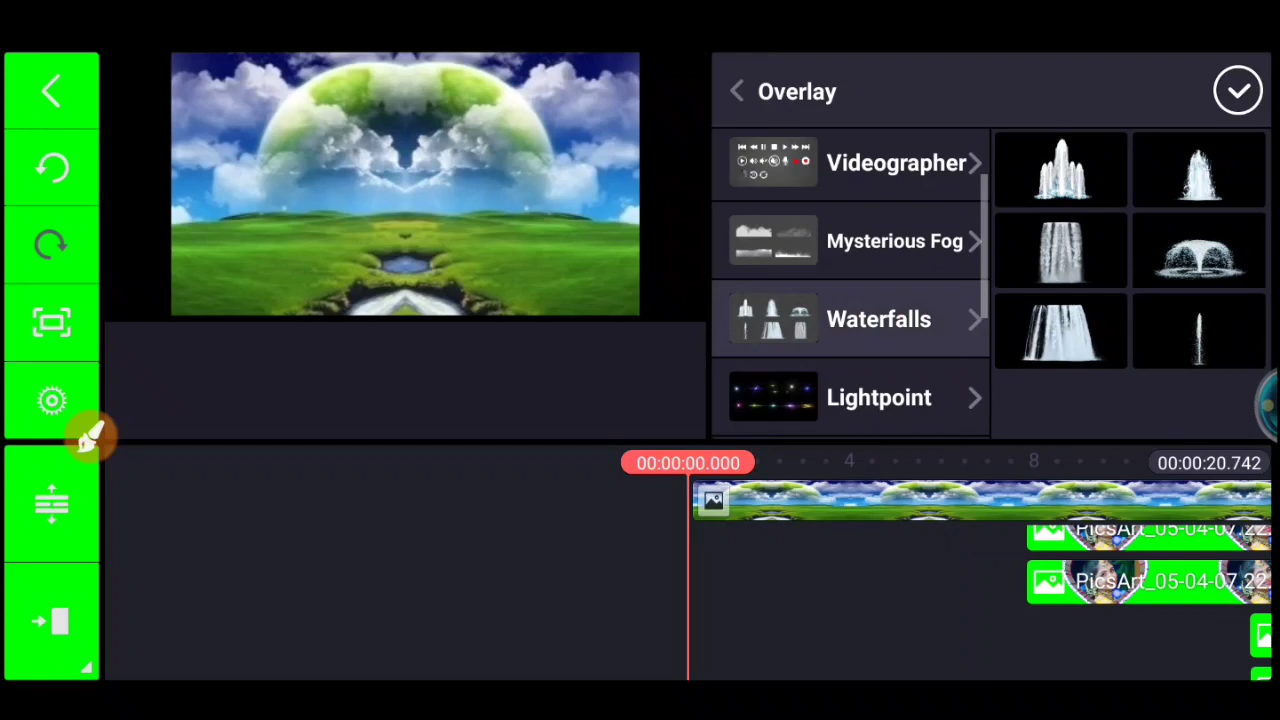 Overlay
Videographer
Mysterious Fog
Waterfalls
Lightpoint
00:00:00.000
4
8
00:00:20.742
PicsArt_05-04-07.22.
PicsArt_05-04-07.22.